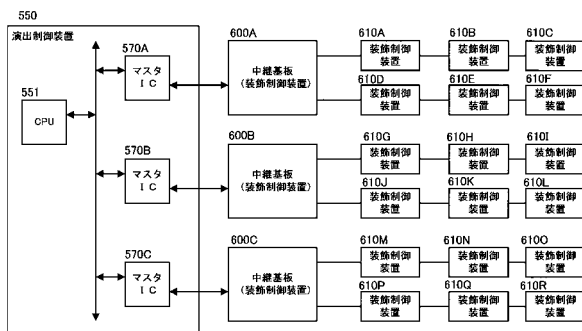 550
演出制御装置
551
CPU
570A
マスタ
IC
570B
マスタ
IC
570C
マスタ
IC
600A
中継基板
(装飾制御装置)
610A
装飾制御
装置
610B
装飾制御
装置
610C
装飾制御
装置
610D
装飾制御
装置
610E
装飾制御
装置
610F
装飾制御
装置
600B
中継基板
(装飾制御装置)
610G
装飾制御
装置
610H
装飾制御
装置
610I
装飾制御
装置
610J
装飾制御
装置
610K
装飾制御
装置
610L
装飾制御
装置
600C
中継基板
(装飾制御装置)
610M
装飾制御
装置
610N
装飾制御
装置
610O
装飾制御
装置
610P
装飾制御
装置
610Q
装飾制御
装置
610R
装飾制御
装置